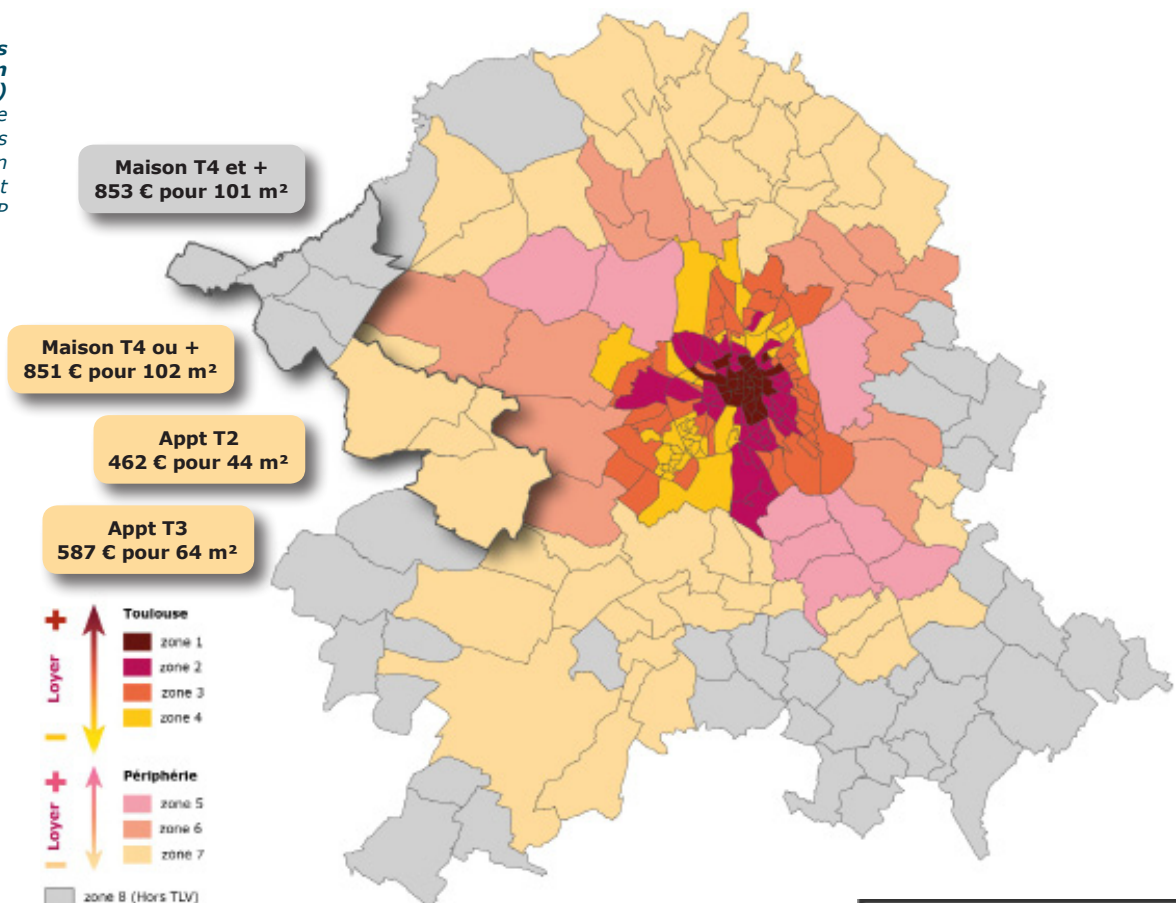 s
n
)
e
s
n
t
P
Maison T4 et +
853 € pour 101 m²
Maison T4 ou +
851 € pour 102 m²
Appt T2
462 € pour 44 m²
Appt T3
587 € pour 64 m²
+
Loyer
–
Toulouse
zone 1
zone 2
zone 3
zone 4
+
Loyer
–
Périphérie
zone 5
zone 6
zone 7
zone 8 (Hors TLV)